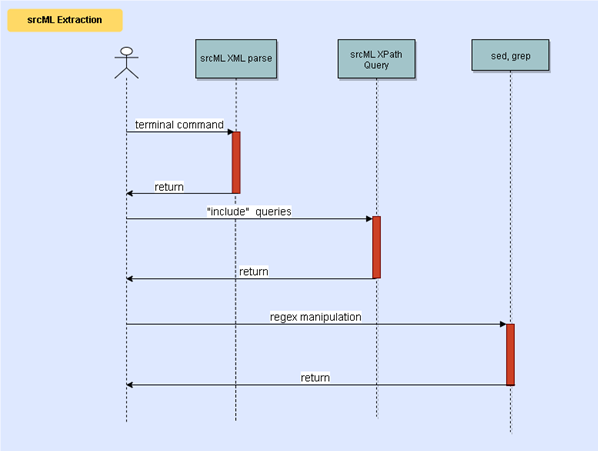 srcML Extraction
srcML XML parse
srcML XPath
Query
sed, grep
terminal command
return
"include" queries
return
regex manipulation
return